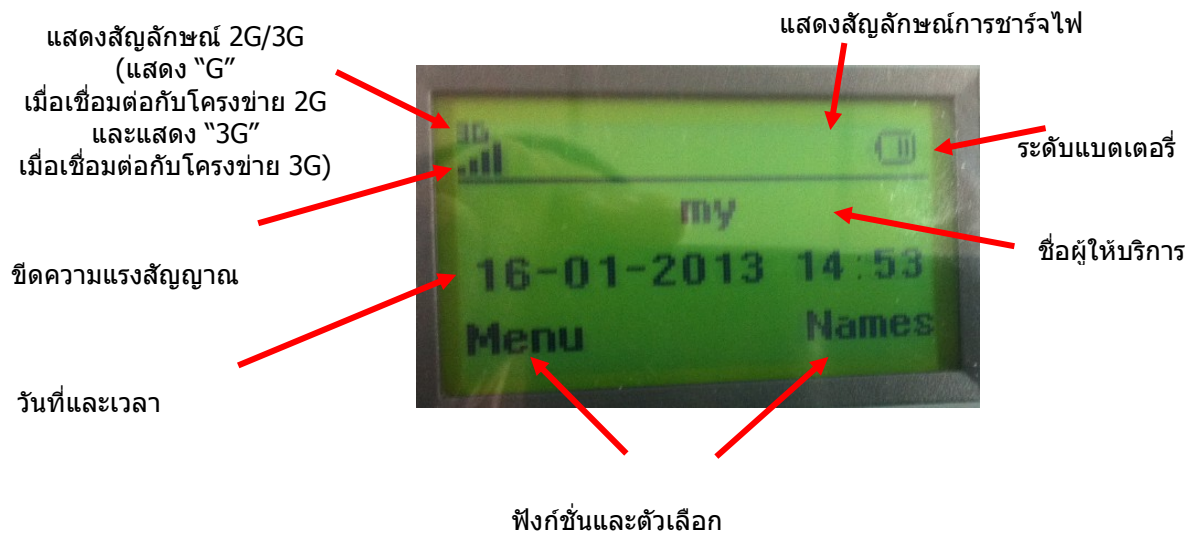 แสดงสัญลักษณ์ 2G/3G
(แสดง “G”
เมื่อเชื่อมต่อกับโครงข่าย 2G
และแสดง “3G”
เมื่อเชื่อมต่อกับโครงข่าย 3G)
แสดงสัญลักษณ์การชาร์จไฟ
ระดับแบตเตอรี่
ชื่อผู้ให้บริการ
ขีดความแรงสัญญาณ
วันที่และเวลา
3G
my
16-01-2013 14:53
Menu Names
ฟังก์ชั่นและตัวเลือก